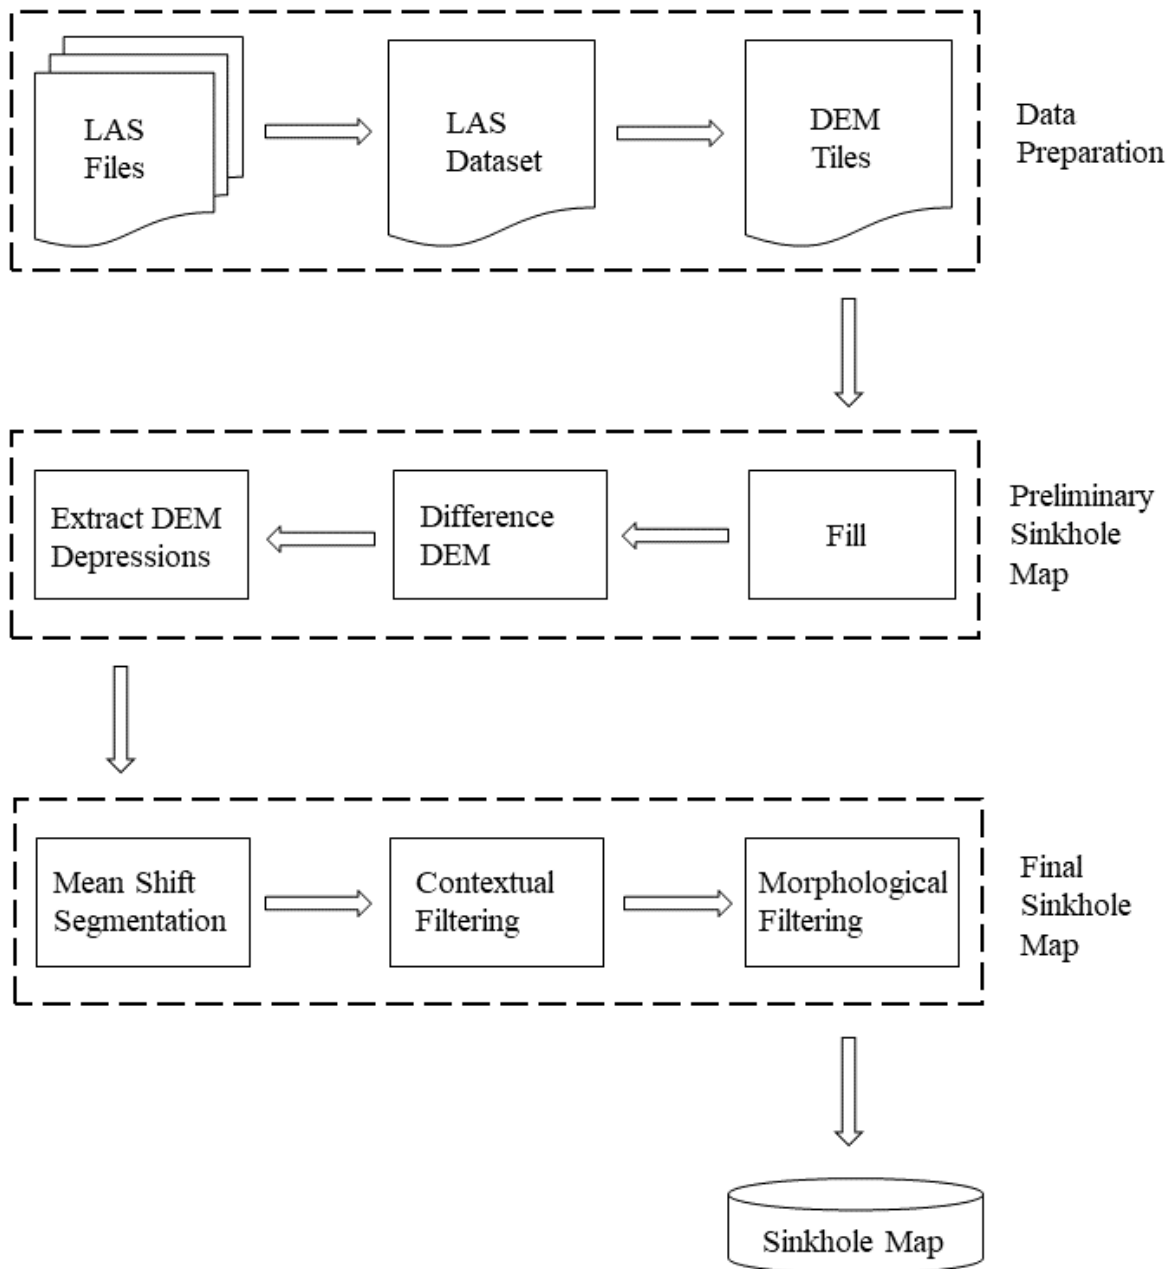 LAS
Files
LAS
Dataset
DEM
Tiles
Data
Preparation
Extract DEM
Depressions
Difference
DEM
Fill
Preliminary
Sinkhole
Map
Mean Shift
Segmentation
Contextual
Filtering
Morphological
Filtering
Final
Sinkhole
Map
Sinkhole Map